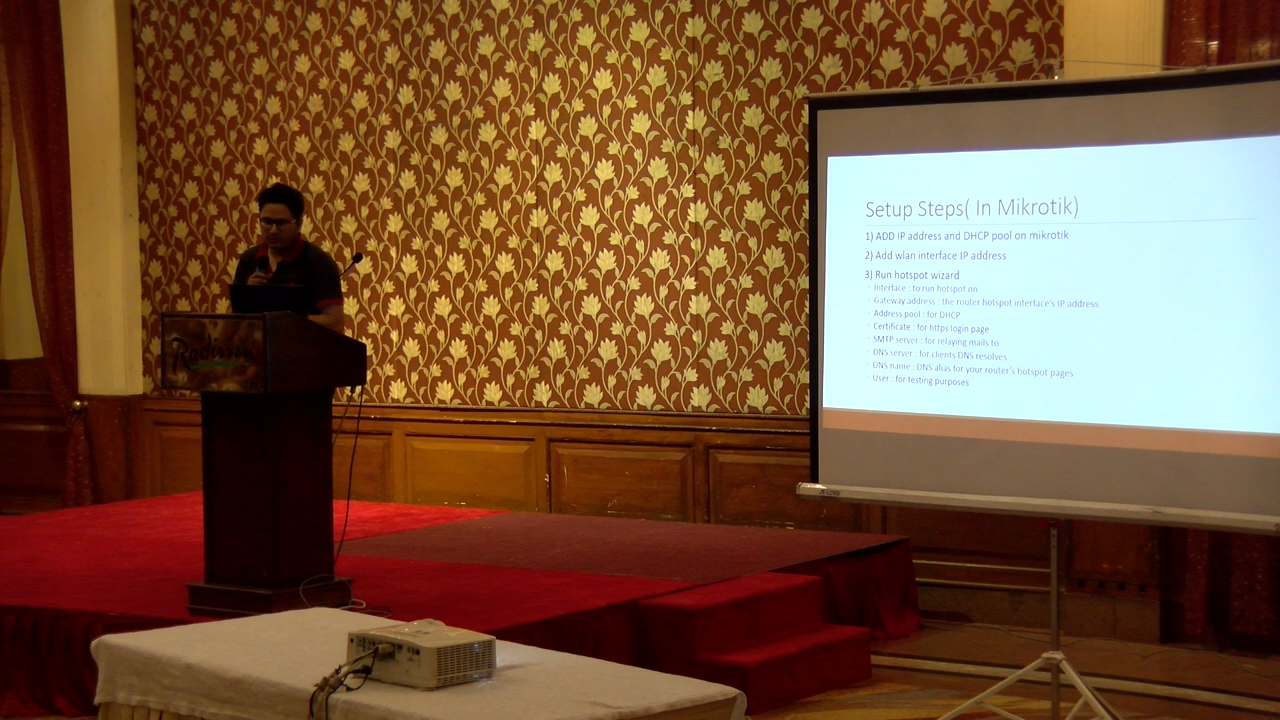 Radisson
Setup Steps( In Mikrotik)
1) ADD IP address and DHCP pool on mikrotik
2) Add wlan interface IP address
3) Run hotspot wizard
Interface : to run hotspot on
Gateway address : the router hotspot interface's IP address
Address pool : for DHCP
Certificate : for https login page
SMTP server : for relaying mails to
DNS server : for clients DNS resolves
DNS name : DNS alias for your router's hotspot pages
User : for testing purposes